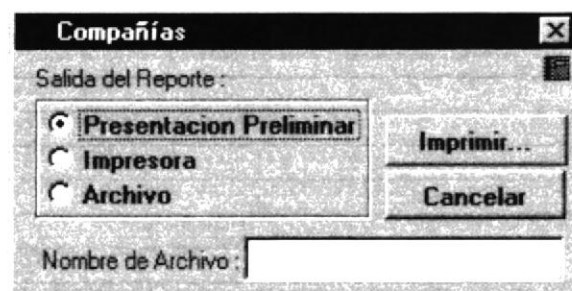 Compañías
Salida del Reporte :
Presentacion Preliminar
Impresora
Archivo
Imprimir...
Cancelar
Nombre de Archivo :